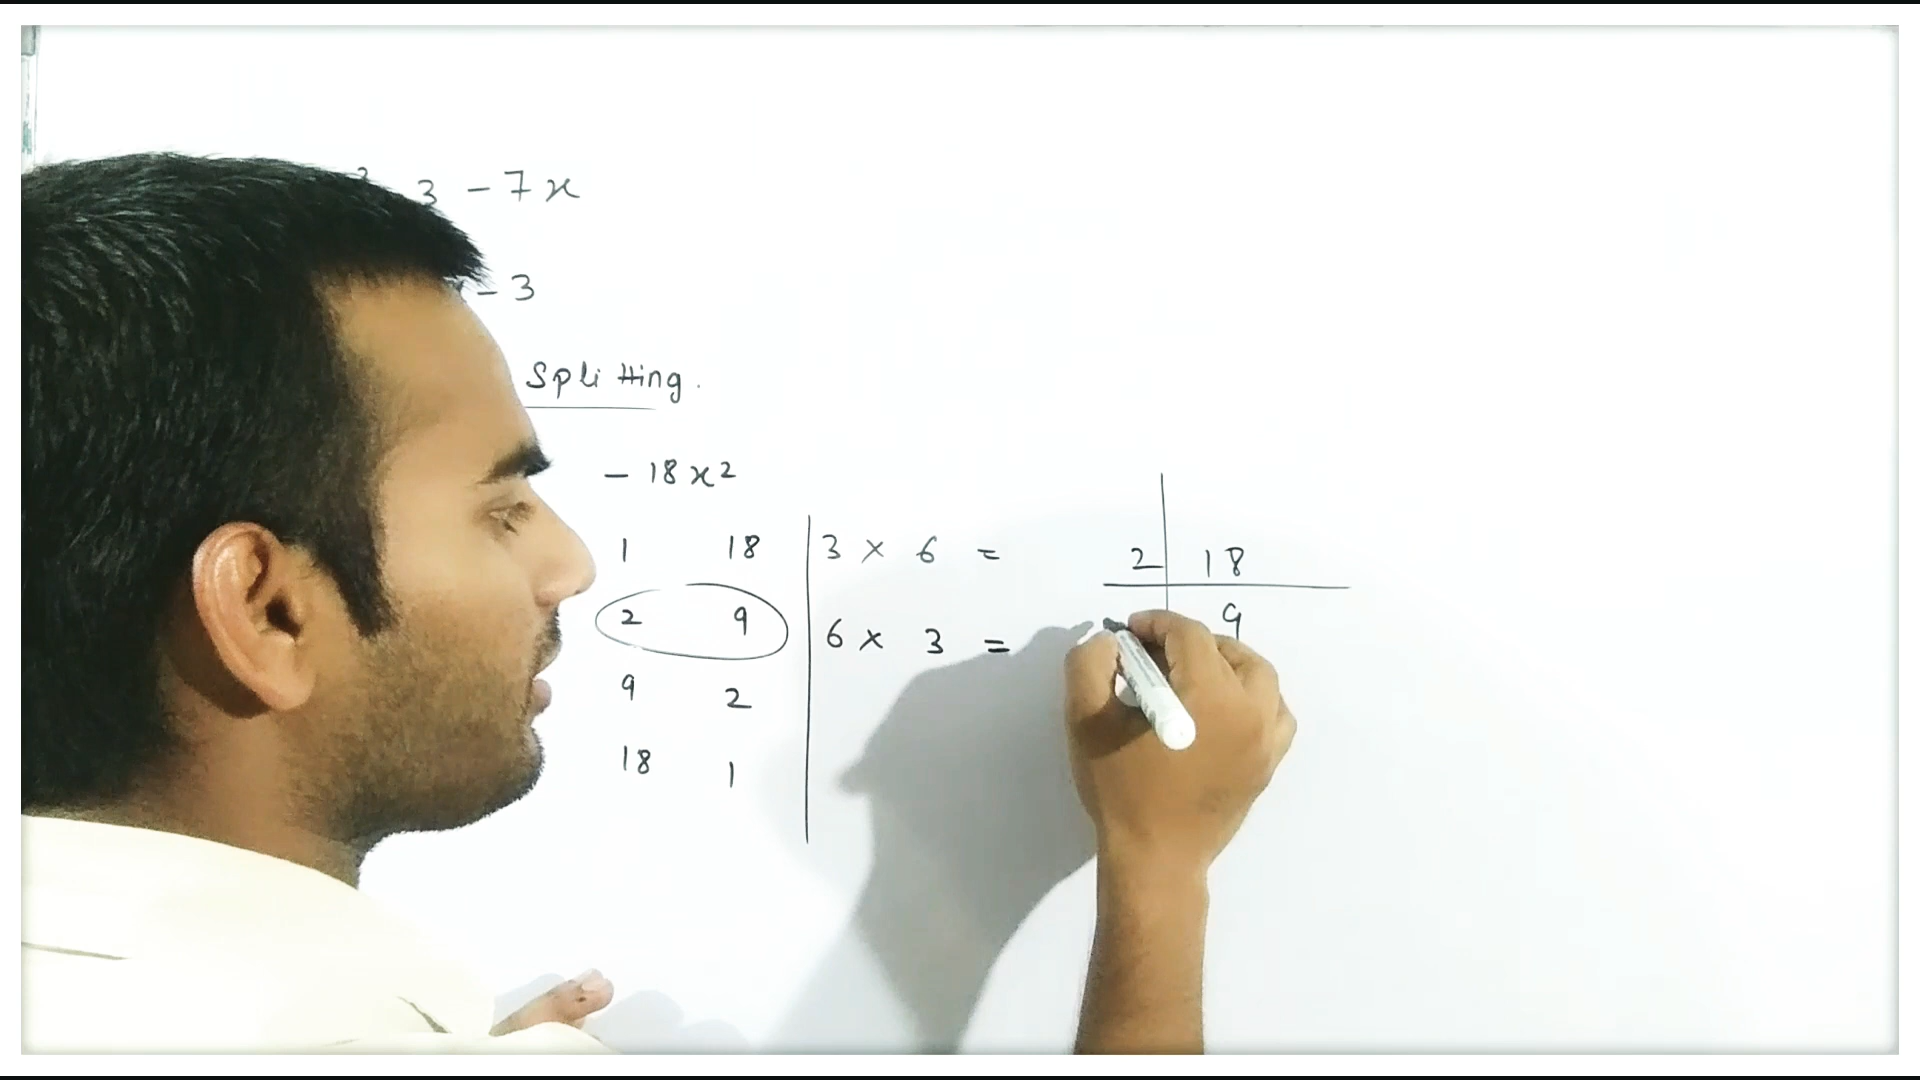 3 - 7x
- 3
Splitting.
- 18x²
1 18
2 9
9 2
18 1
3 × 6 =
6 × 3 =
2 18
9